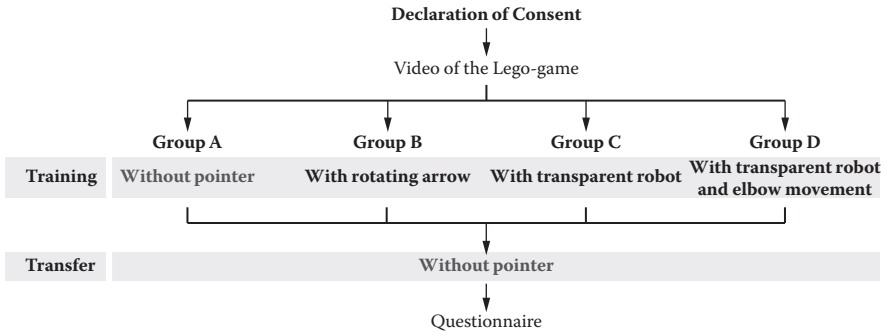 Declaration of Consent
Video of the Lego-game
Group A
Group B
Group C
Group D
Training
Without pointer
With rotating arrow
With transparent robot
With transparent robot
and elbow movement
Transfer
Without pointer
Questionnaire